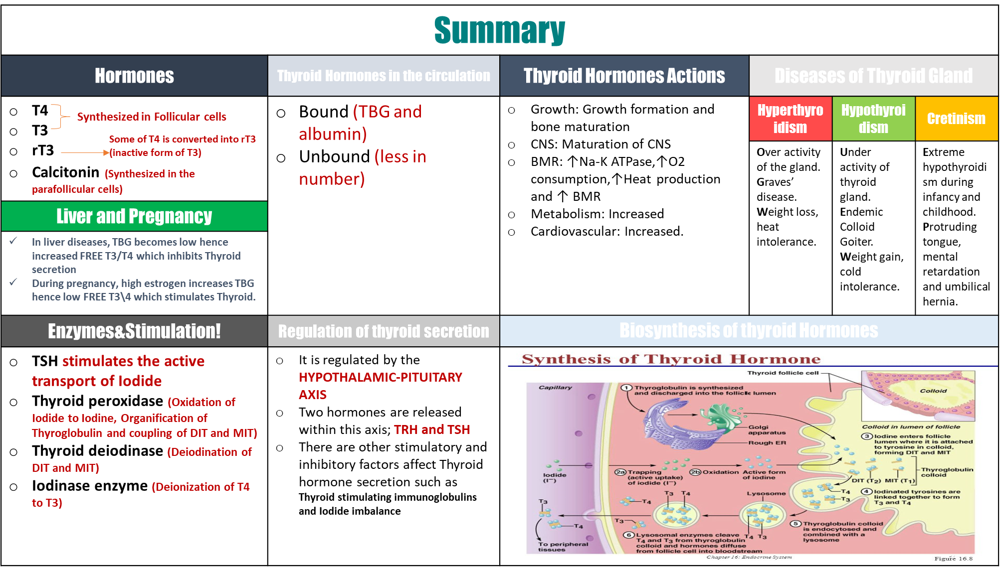 Summary
Hormones
○ T4
○ T3
Synthesized in Follicular cells
○ rT3
Some of T4 is converted into rT3
(inactive form of T3)
○ Calcitonin (Synthesized in the
parafollicular cells)
Liver and Pregnancy
✓ In liver diseases, TBG becomes low hence
increased FREE T3/T4 which inhibits Thyroid
secretion
✓ During pregnancy, high estrogen increases TBG
hence low FREE T3\4 which stimulates Thyroid.
Thyroid Hormones in the circulation
○ Bound (TBG and
albumin)
○ Unbound (less in
number)
Thyroid Hormones Actions
○ Growth: Growth formation and
bone maturation
○ CNS: Maturation of CNS
○ BMR: ↑Na-K ATPase,↑O2
consumption,↑Heat production
and ↑ BMR
○ Metabolism: Increased
○ Cardiovascular: Increased.
Diseases of Thyroid Gland
Hyperthyro
idism
Over activity
of the gland.
Graves’
disease.
Weight loss,
heat
intolerance.
Hypothyroi
dism
Under
activity of
thyroid
gland.
Endemic
Colloid
Goiter.
Weight gain,
cold
intolerance.
Cretinism
Extreme
hypothyroidi
sm during
infancy and
childhood.
Protruding
tongue,
mental
retardation
and umbilical
hernia.
Enzymes&Stimulation!
○ TSH stimulates the active
transport of Iodide
○ Thyroid peroxidase (Oxidation of
Iodide to Iodine, Organification of
Thyroglobulin and coupling of DIT and MIT)
○ Thyroid deiodinase (Deiodination of
DIT and MIT)
○ Iodinase enzyme (Deionization of T4
to T3)
Regulation of thyroid secretion
○ It is regulated by the
HYPOTHALAMIC-PITUITARY
AXIS
○ Two hormones are released
within this axis; TRH and TSH
○ There are other stimulatory and
inhibitory factors affect Thyroid
hormone secretion such as
Thyroid stimulating immunoglobulins
and Iodide imbalance
Biosynthesis of thyroid Hormones
Synthesis of Thyroid Hormone
Thyroid follicle cell
Capillary
1 Thyroglobulin is synthesized
and discharged into the follicle lumen
Colloid
Golgi
apparatus
Rough ER
Colloid in lumen of follicle
3 Iodine enters follicle
lumen where it is attached
to tyrosine in colloid,
forming DIT and MIT
Iodide
(I⁻)
2a Trapping
(active uptake)
of iodide (I⁻)
2b Oxidation
Active form
of iodine
Thyroglobulin
colloid
DIT (T₂) MIT (T₁)
T₄
T₃
4 Iodinated tyrosines are
linked together to form
T₃ and T₄
Lysosome
T₃ T₄
T₄
T₃
T₃
T₄
T₄ T₃
5 Thyroglobulin colloid
is endocytosed and
combined with a
lysosome
6 Lysosomal enzymes cleave
T₄ and T₃ from thyroglobulin
colloid and hormones diffuse
from follicle cell into bloodstream
To peripheral
tissues
Chapter 16: Endocrine System
Figure 16.8